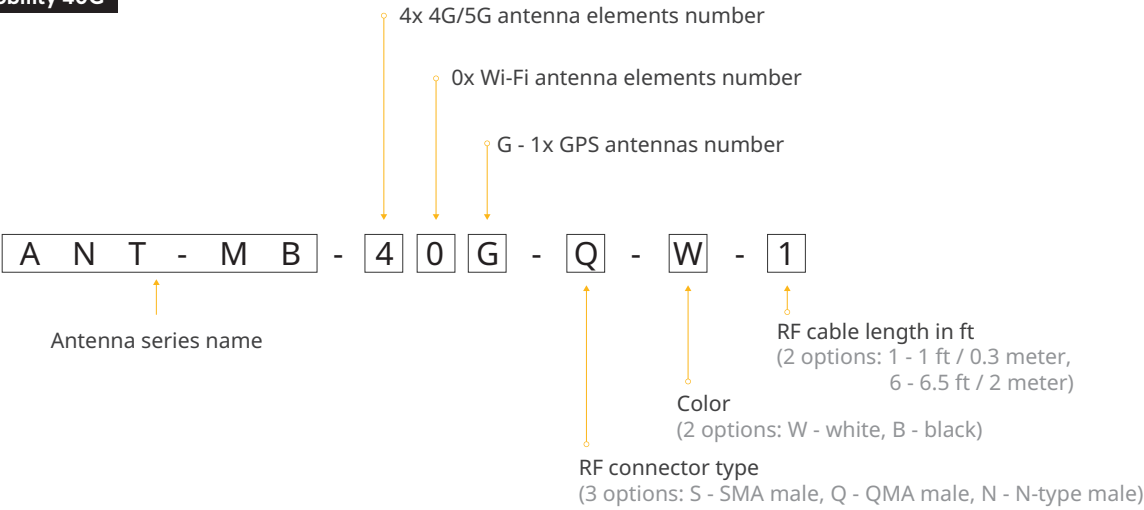 4x 4G/5G antenna elements number
0x Wi-Fi antenna elements number
G - 1x GPS antennas number
ANT-MB - 4 0 G - Q - W - 1
Antenna series name
RF cable length in ft
(2 options: 1 - 1 ft / 0.3 meter,
6 - 6.5 ft / 2 meter)
Color
(2 options: W - white, B - black)
RF connector type
(3 options: S - SMA male, Q - QMA male, N - N-type male)